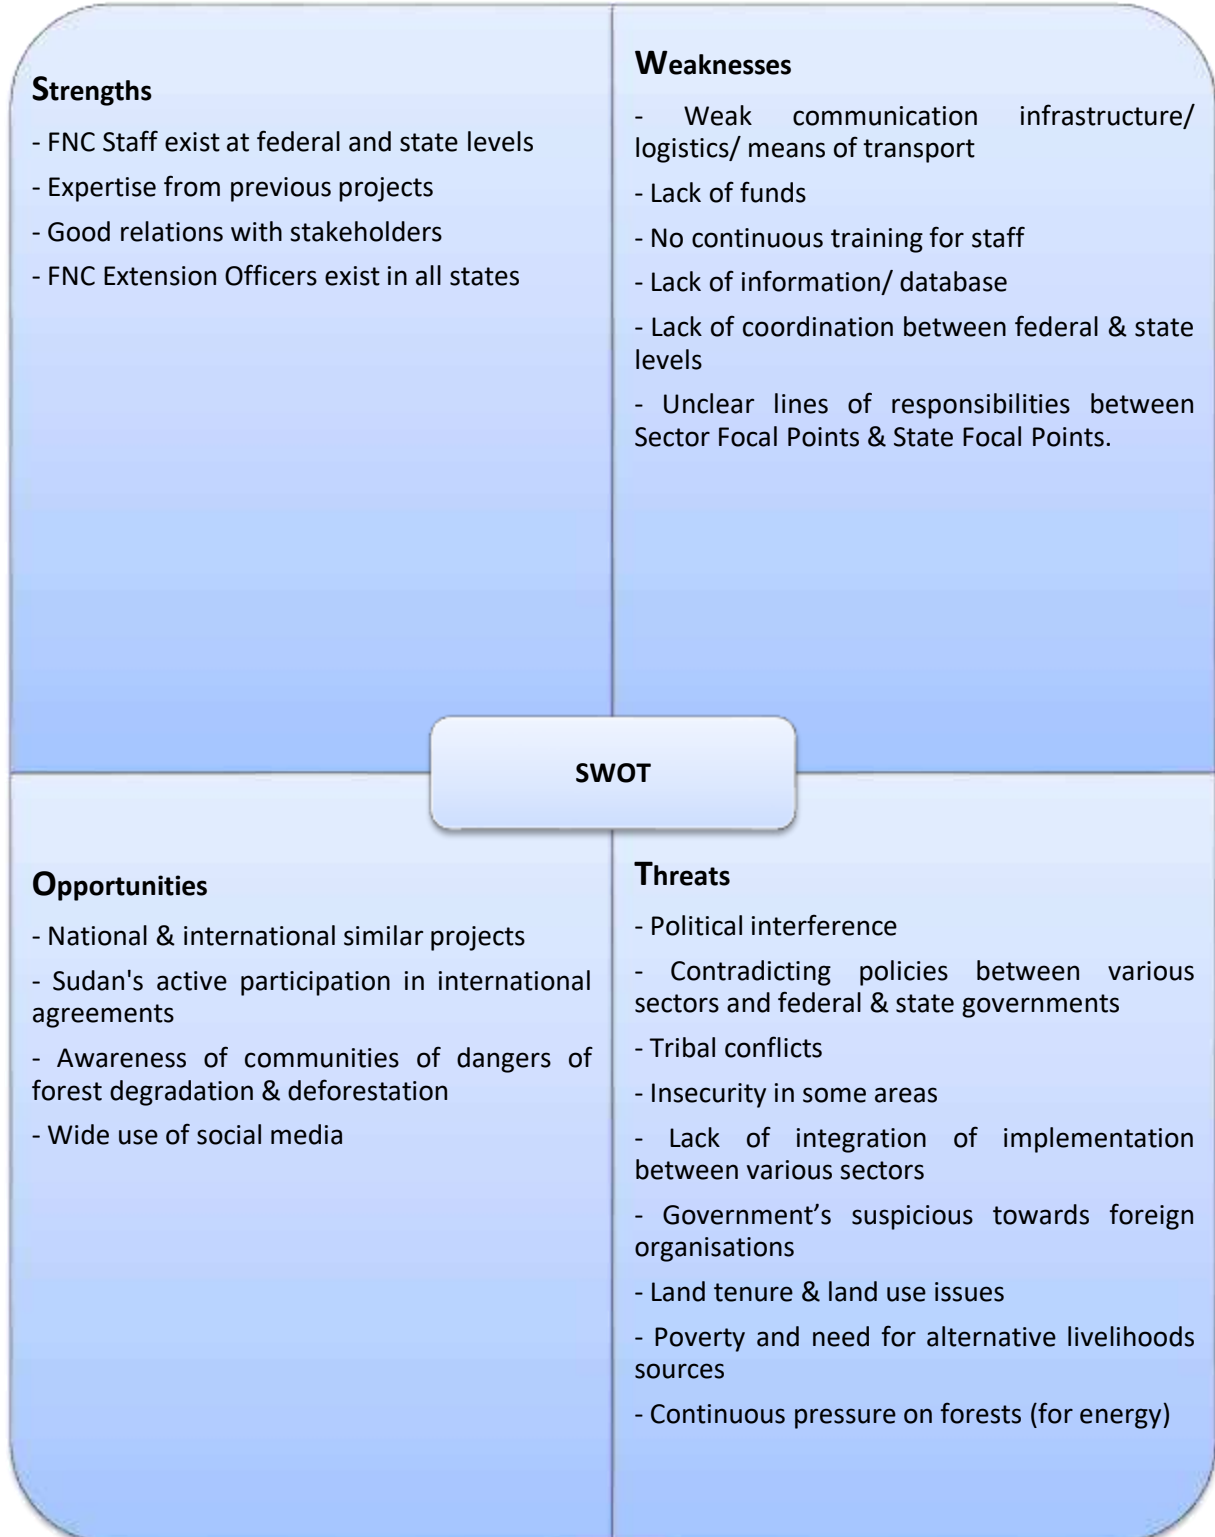 Strengths
- FNC Staff exist at federal and state levels
- Expertise from previous projects
- Good relations with stakeholders
- FNC Extension Officers exist in all states
Weaknesses
- Weak communication infrastructure/
logistics/ means of transport
- Lack of funds
- No continuous training for staff
- Lack of information/ database
- Lack of coordination between federal & state
levels
- Unclear lines of responsibilities between
Sector Focal Points & State Focal Points.
SWOT
Opportunities
- National & international similar projects
- Sudan's active participation in international
agreements
- Awareness of communities of dangers of
forest degradation & deforestation
- Wide use of social media
Threats
- Political interference
- Contradicting policies between various
sectors and federal & state governments
- Tribal conflicts
- Insecurity in some areas
- Lack of integration of implementation
between various sectors
- Government’s suspicious towards foreign
organisations
- Land tenure & land use issues
- Poverty and need for alternative livelihoods
sources
- Continuous pressure on forests (for energy)